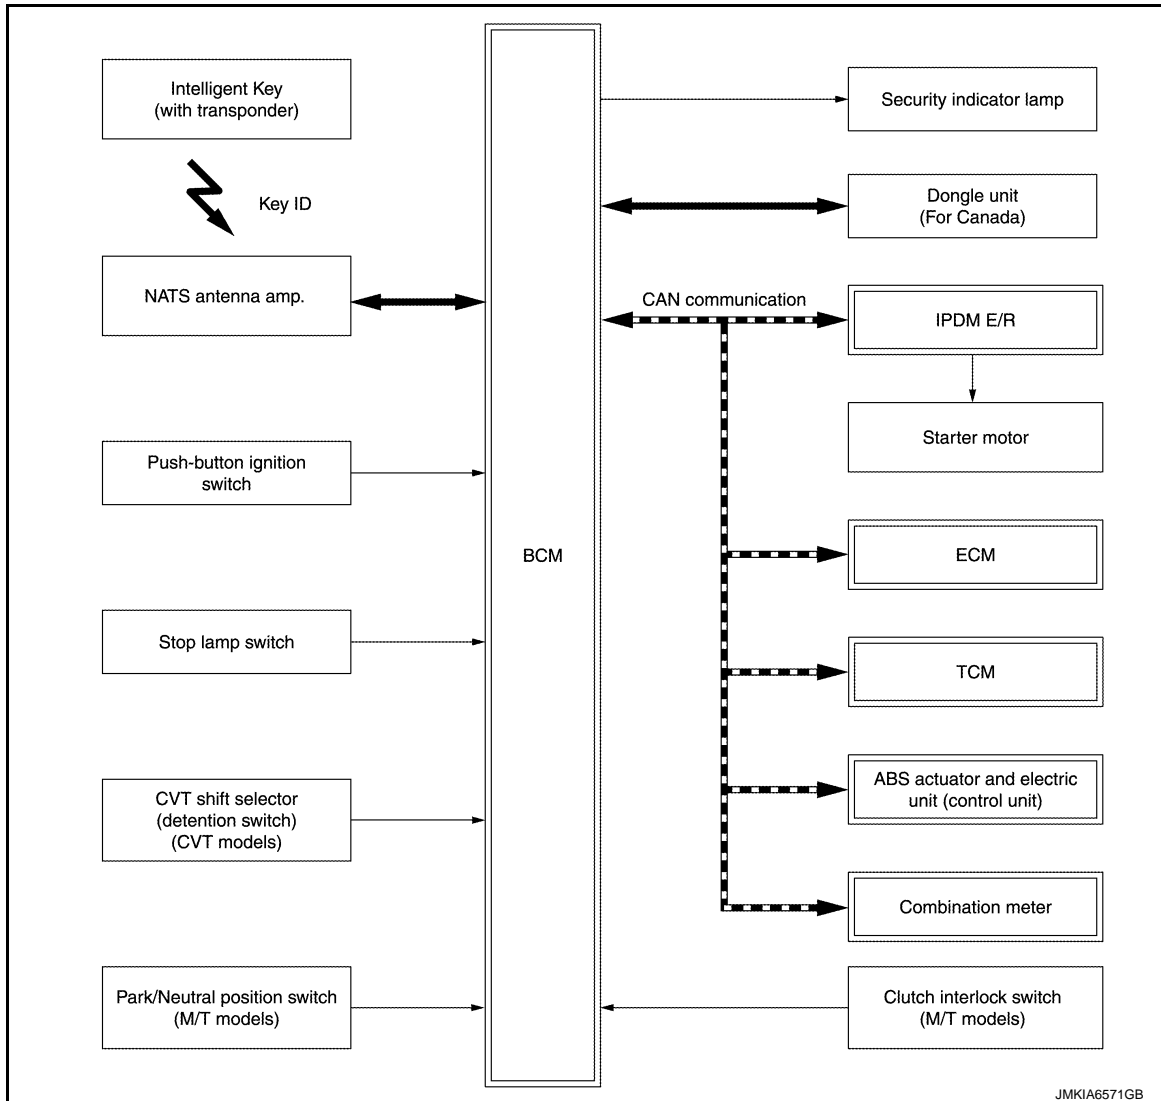 Intelligent Key
(with transponder)
Key ID
NATS antenna amp.
Push-button ignition
switch
Stop lamp switch
CVT shift selector
(detention switch)
(CVT models)
Park/Neutral position switch
(M/T models)
BCM
Security indicator lamp
Dongle unit
(For Canada)
CAN communication
IPDM E/R
Starter motor
ECM
TCM
ABS actuator and electric
unit (control unit)
Combination meter
Clutch interlock switch
(M/T models)
JMKIA6571GB